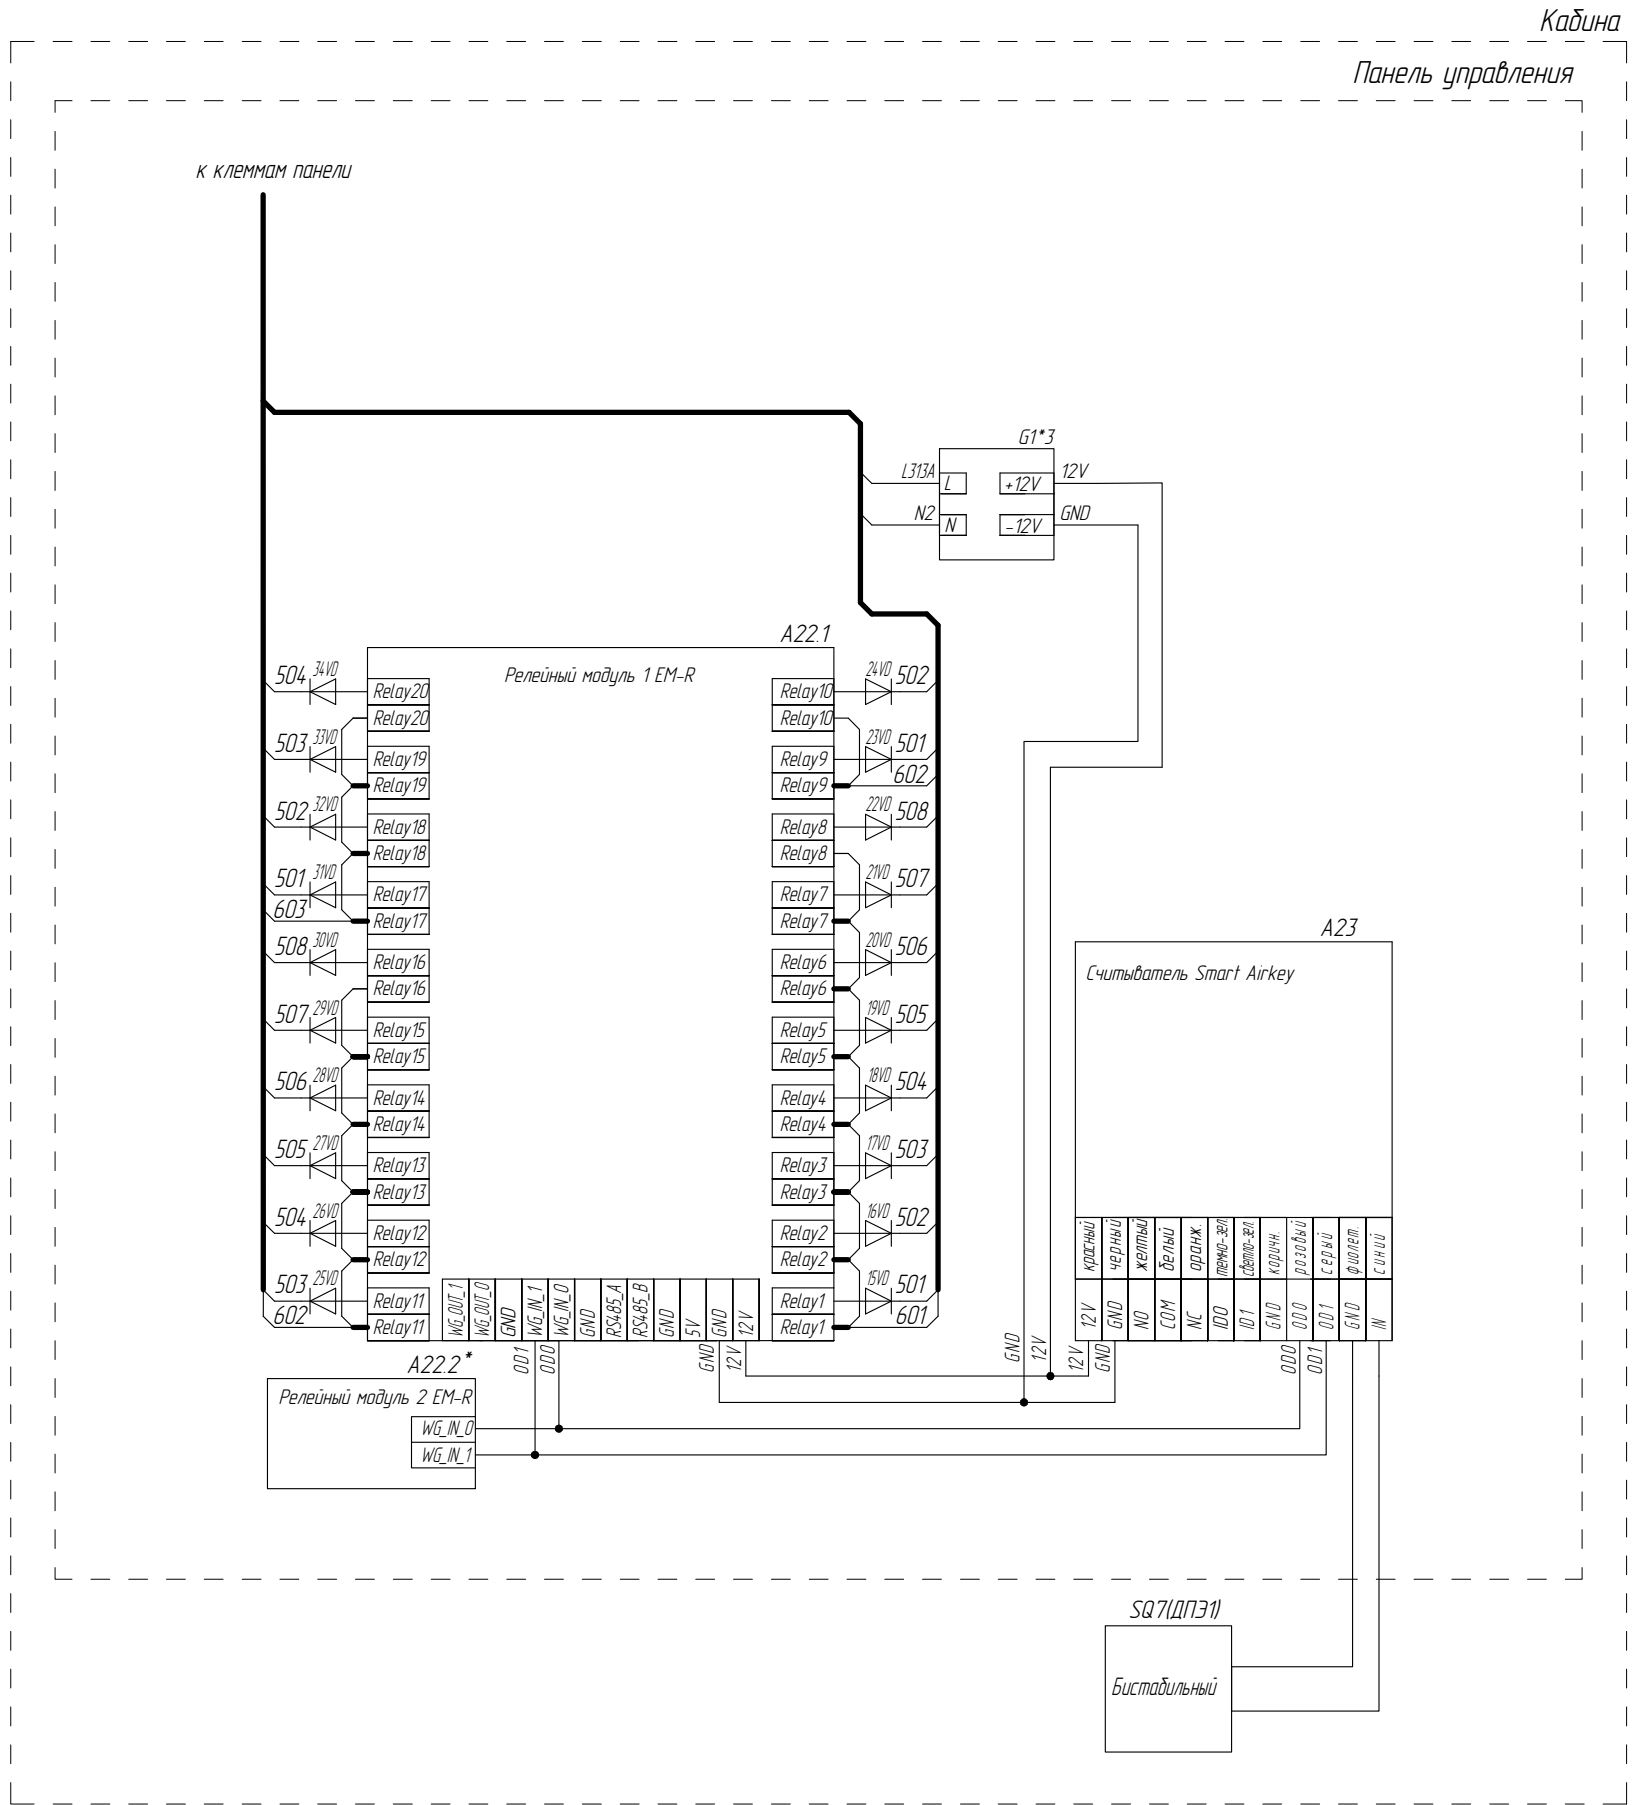 Кабина
Панель управления
к клеммам панели
G1*3
L313A
L
+12V
12V
N2
N
-12V
GND
A22.1
Релейный модуль 1 EM-R
504 34VD Relay20
Relay20
503 33VD Relay19
Relay19
502 32VD Relay18
Relay18
501 31VD Relay17
603 Relay17
508 30VD Relay16
Relay16
507 29VD Relay15
Relay15
506 28VD Relay14
Relay14
505 27VD Relay13
Relay13
504 26VD Relay12
Relay12
503 25VD Relay11
602 Relay11
Relay10 24VD 502
Relay10
Relay9 23VD 501
Relay9 602
Relay8 22VD 508
Relay8
Relay7 21VD 507
Relay7
Relay6 20VD 506
Relay6
Relay5 19VD 505
Relay5
Relay4 18VD 504
Relay4
Relay3 17VD 503
Relay3
Relay2 16VD 502
Relay2
Relay1 15VD 501
Relay1 601
WG_OUT_1
WG_OUT_0
GND
WG_IN_1
WG_IN_0
GND
RS485_A
RS485_B
GND
5V
GND
12V
OD1
OD0
GND
12V
GND
12V
12V
GND
OD0
OD1
A23
Считыватель Smart Airkey
красный
черный
желтый
белый
оранж.
темно-зел.
светло-зел.
коричн.
розовый
серый
фиолет.
синий
12V
GND
NO
COM
NC
ID0
ID1
GND
OD0
OD1
GND
IN
A22.2*
Релейный модуль 2 EM-R
WG_IN_0
WG_IN_1
SQ7(ДПЭ1)
Бистабильный